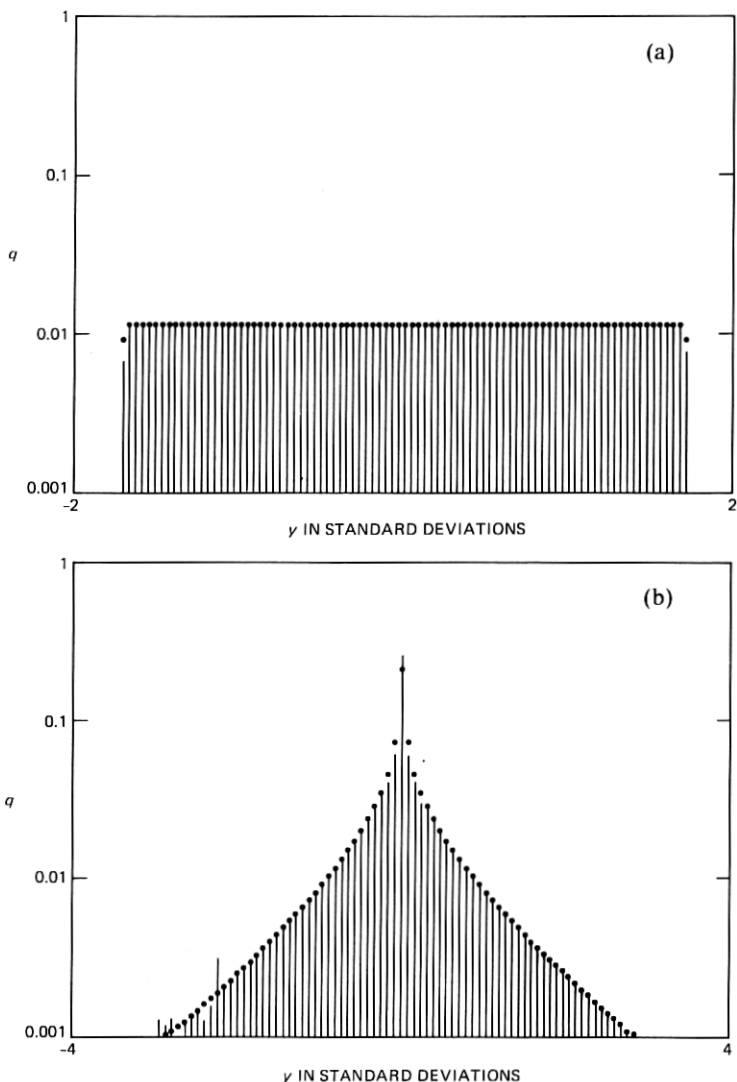 1
(a)
0.1
q
0.01
0.001
-2
2
y IN STANDARD DEVIATIONS
1
(b)
0.1
q
0.01
0.001
-4
4
y IN STANDARD DEVIATIONS